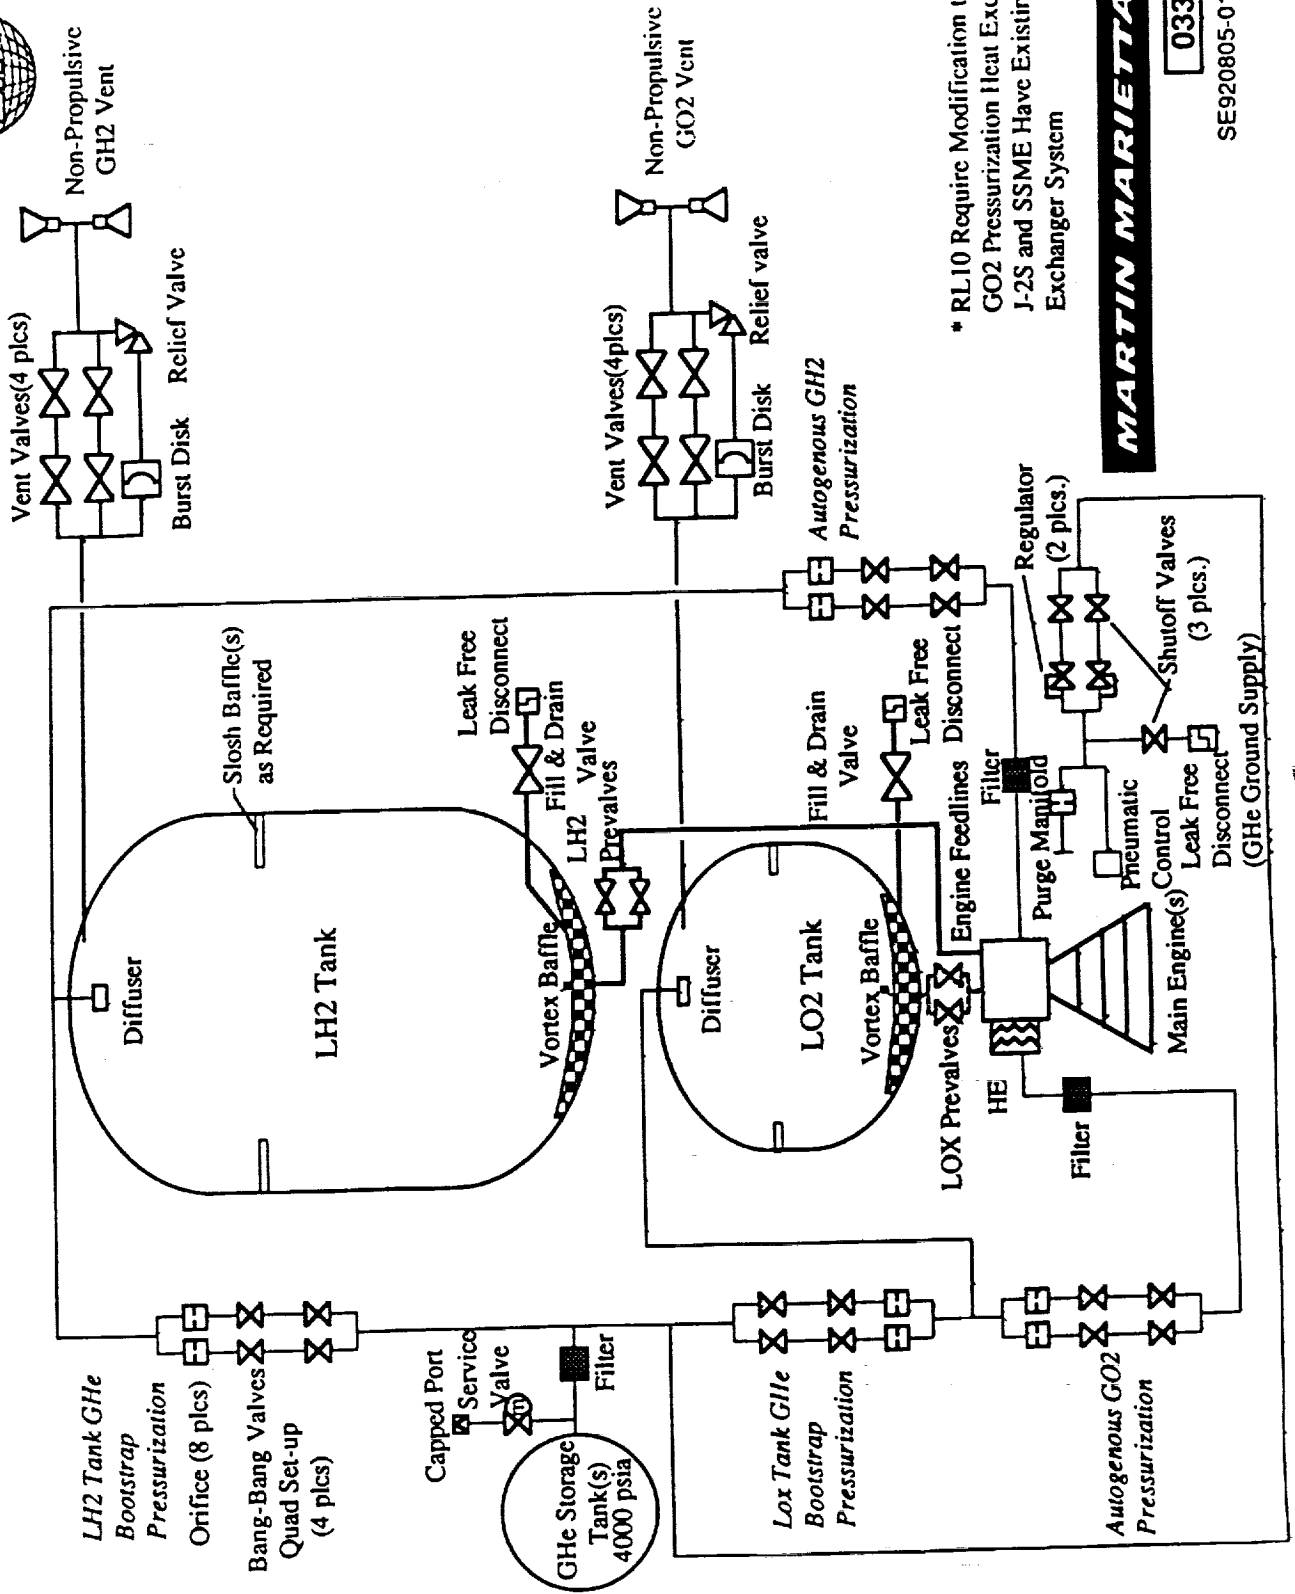 Non-Propulsive
GH2 Vent
Vent Valves(4 plcs)
Relief Valve
Burst Disk
Non-Propulsive
GO2 Vent
Vent Valves(4plcs)
Relief valve
Burst Disk
Slosh Baffle(s)
as Required
Diffuser
LH2 Tank
Vortex Baffle
Leak Free
Disconnect
Fill & Drain
Valve
LH2
Prevalves
Diffuser
LO2 Tank
Vortex Baffle
Fill & Drain
Valve
Leak Free
Disconnect
Autogenous GH2
Pressurization
LOX Prevalves
Engine Feedlines
HE
Filter
Filter
Main Engine(s)
Purge Manifold
Pneumatic
Control
Regulator
(2 plcs.)
Shutoff Valves
(3 plcs.)
Leak Free
Disconnect
(GHe Ground Supply)
LH2 Tank GHe
Bootstrap
Pressurization
Orifice (8 plcs)
Bang-Bang Valves
Quad Set-up
(4 plcs)
Capped Port
Service
Valve
Filter
GHe Storage
Tank(s)
4000 psia
Lox Tank GHe
Bootstrap
Pressurization
Autogenous GO2
Pressurization
* RL10 Require Modification
GO2 Pressurization Heat
J-2S and SSME Have
Exchanger System
MARTIN MARIETTA
033
SE920805-01